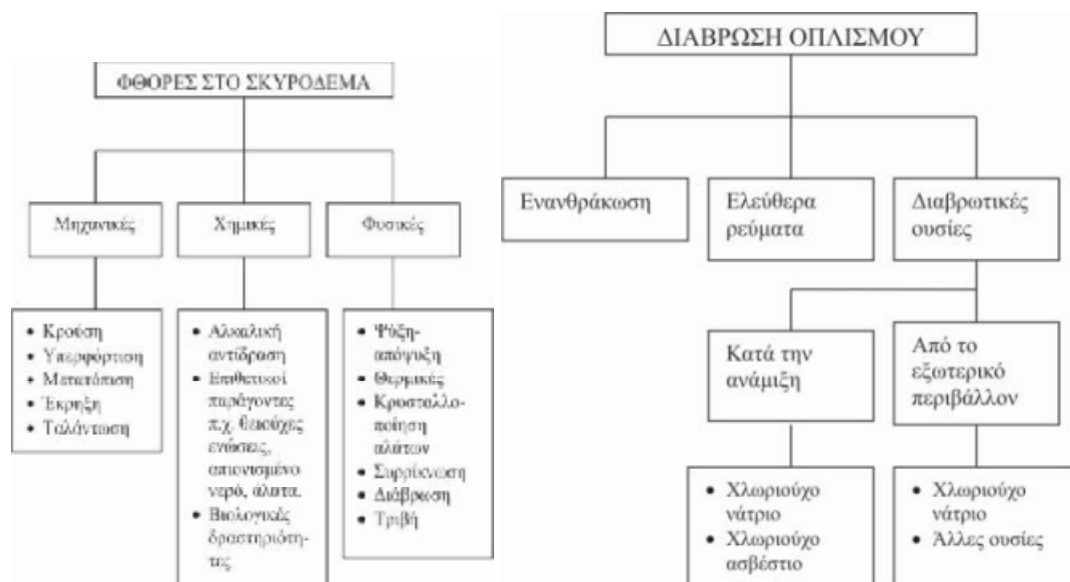 ΦΘΟΡΕΣ ΣΤΟ ΣΚΥΡΟΔΕΜΑ
Μηχανικές
Χημικές
Φυσικές
• Κρούση
• Υπερφόρτιση
• Μετατόπιση
• Έκρηξη
• Ταλάντωση
• Αλκαλική
αντίδραση
• Επιθετικοί
παράγοντες
π.χ. θειούχες
ενώσεις,
απιονισμένο
νερό, άλατα.
• Βιολογικές
δραστηριότη-
τες
• Ψύξη-
απόψυξη
• Θερμικές
• Κρυσταλλο-
ποίηση
αλάτων
• Συρρίκνωση
• Διάβρωση
• Τριβή
ΔΙΑΒΡΩΣΗ ΟΠΛΙΣΜΟΥ
Ενανθράκωση
Ελεύθερα
ρεύματα
Διαβρωτικές
ουσίες
Κατά την
ανάμιξη
Από το
εξωτερικό
περιβάλλον
• Χλωριούχο
νάτριο
• Χλωριούχο
ασβέστιο
• Χλωριούχο
νάτριο
• Άλλες ουσίες